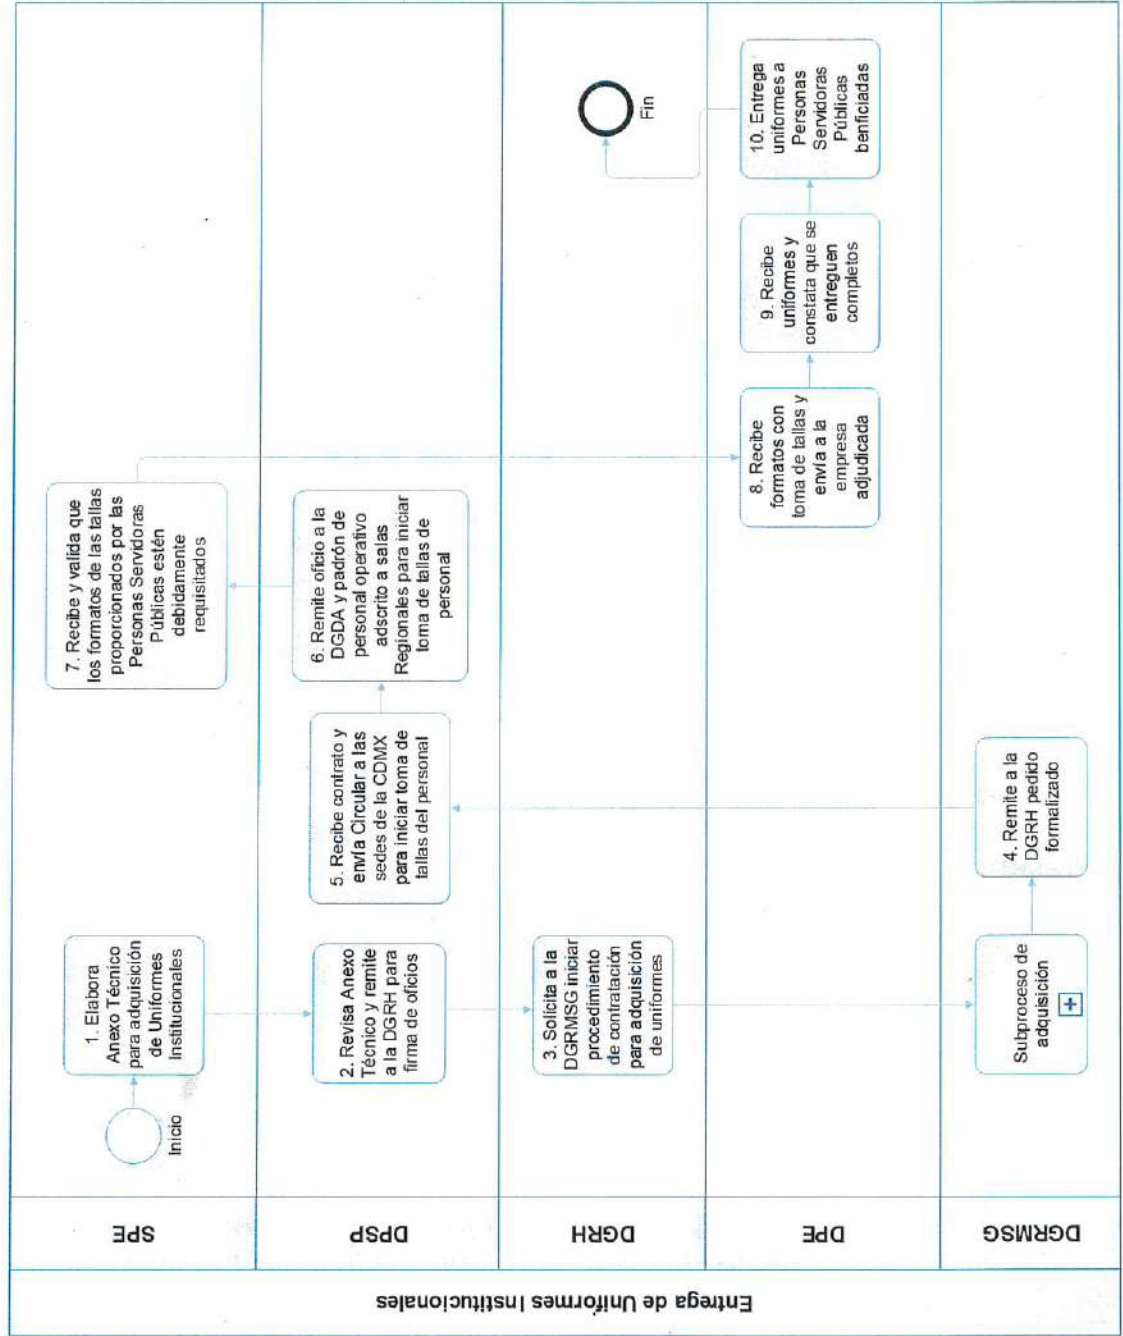 Entrega de Uniformes Institucionales
SPE
Inicio
1. Elabora
Anexo Técnico
para adquisición
de Uniformes
Institucionales
7. Recibe y valida que
los formatos de las tallas
proporcionados por las
Personas Servidoras
Públicas estén
debidamente
requisitados
DPSP
2. Revisa Anexo
Técnico y remite
a la DGRH para
firma de oficios
5. Recibe contrato y
envía Circular a las
sedes de la CDMX
para iniciar toma de
tallas del personal
6. Remite oficio a la
DGDA y padrón de
personal operativo
adscrito a salas
Regionales para iniciar
toma de tallas de
personal
DGRH
3. Solicita a la
DGRMSG iniciar
procedimiento
de contratación
para adquisición
de uniformes
Fin
DPE
8. Recibe
formatos con
toma de tallas y
envía a la
empresa
adjudicada
9. Recibe
uniformes y
constata que se
entreguen
completos
10. Entrega
uniformes a
Personas
Servidoras
Públicas
benficiadas
DGRMSG
Subproceso de
adquisición
4. Remite a la
DGRH pedido
formalizado